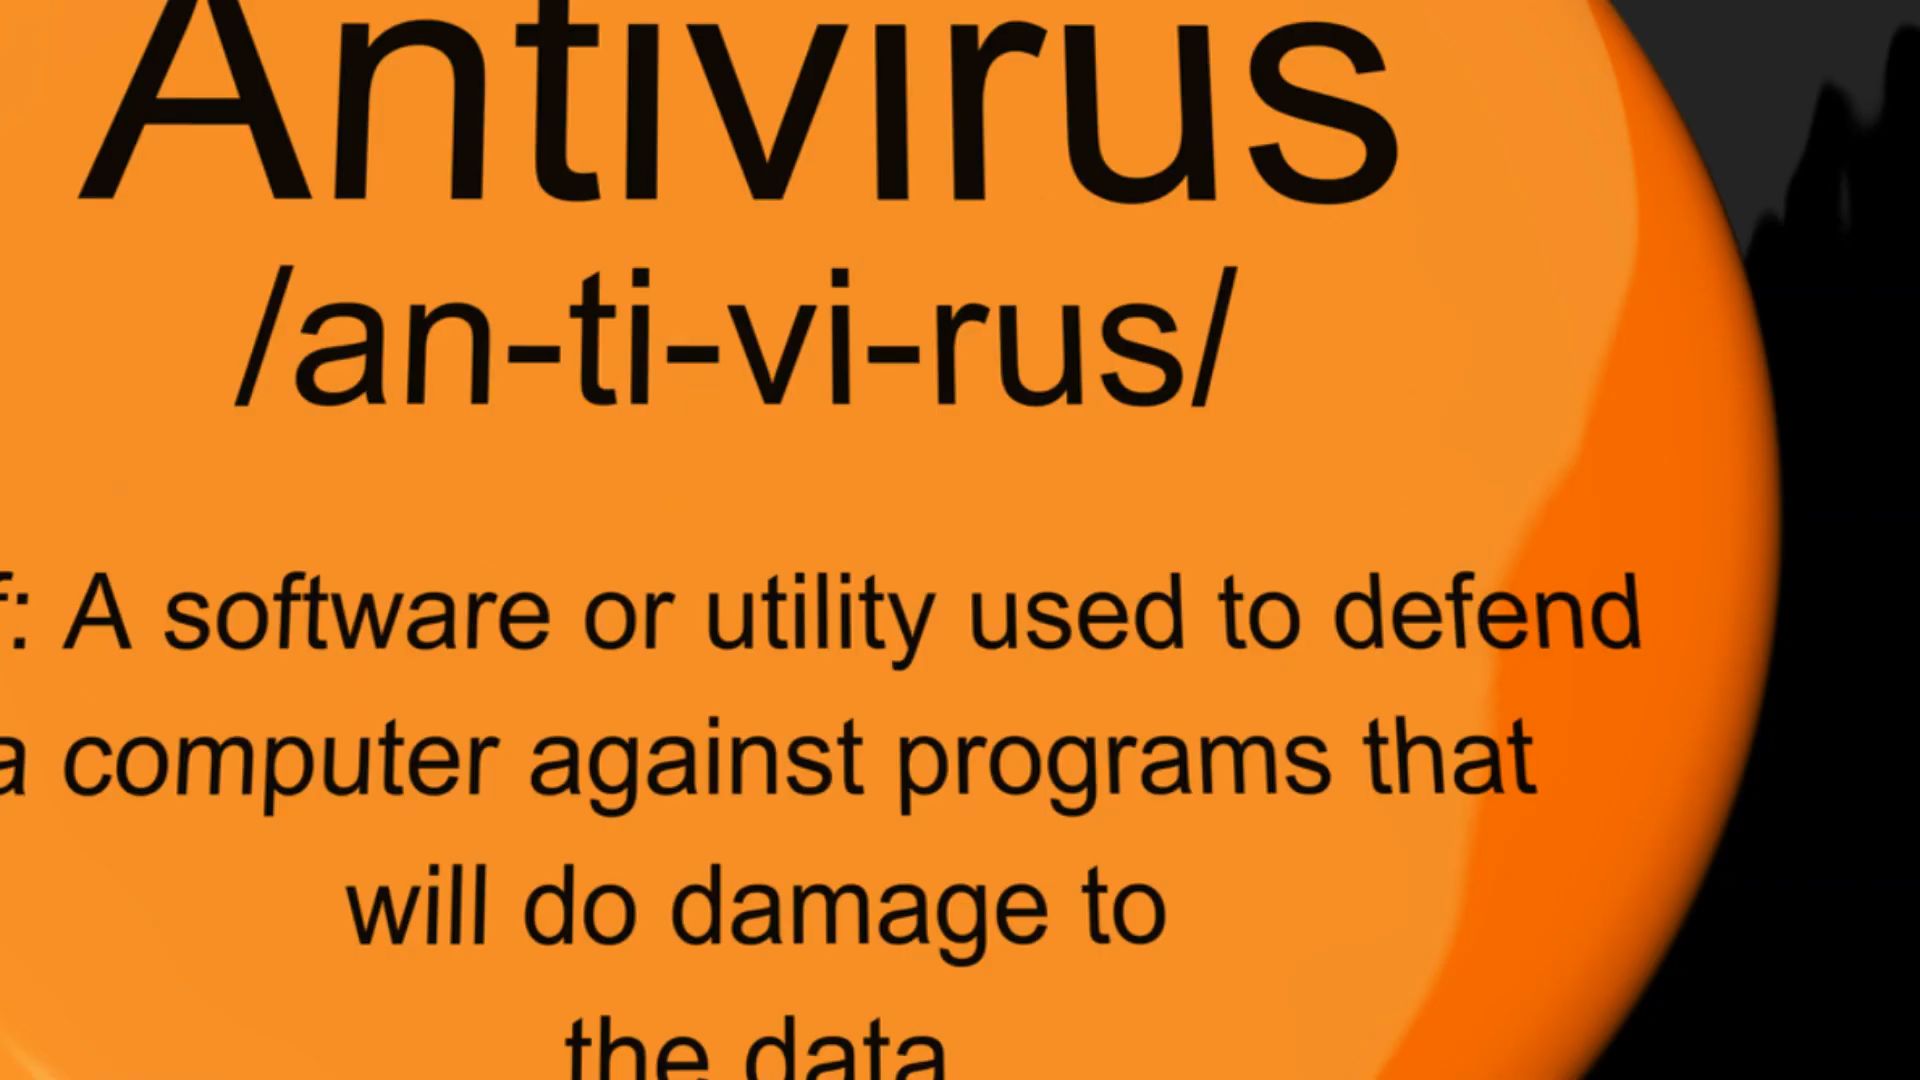 Antivirus
/an-ti-vi-rus/
f: A software or utility used to defend
a computer against programs that
will do damage to
the data